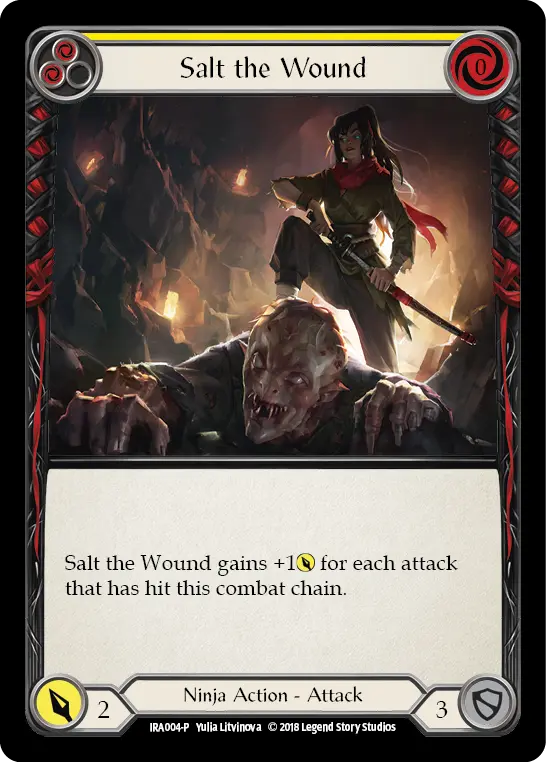 Salt the Wound
0
Salt the Wound gains +1 for each attack
that has hit this combat chain.
2
Ninja Action - Attack
3
IRA004-P Yulia Litvinova © 2018 Legend Story Studios